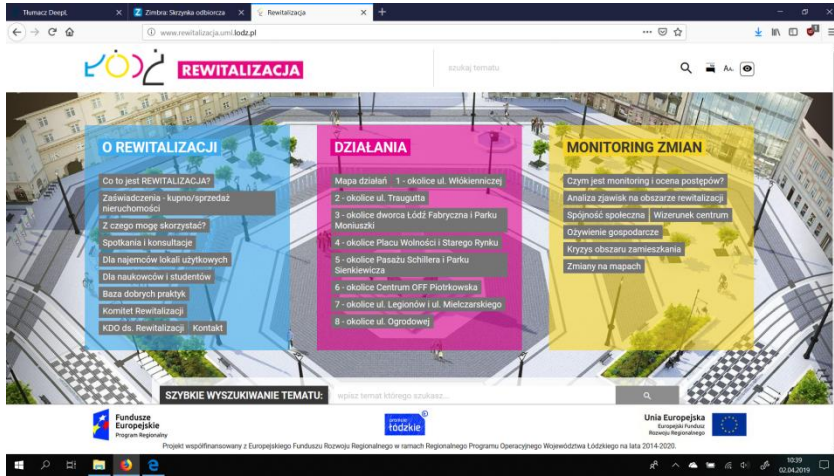 Tłumacz DeepL
Zimbra: Skrzynka odbiorcza
Rewitalizacja
www.rewitalizacja.uml.lodz.pl
ŁÓDŹ
REWITALIZACJA
szukaj tematu
AA
O REWITALIZACJI
Co to jest REWITALIZACJA?
Zaświadczenia - kupno/sprzedaż
nieruchomości
Z czego mogę skorzystać?
Spotkania i konsultacje
Dla najemców lokali użytkowych
Dla naukowców i studentów
Baza dobrych praktyk
Komitet Rewitalizacji
KDO ds. Rewitalizacji Kontakt
DZIAŁANIA
Mapa działań 1 - okolice ul. Włókienniczej
2 - okolice ul. Traugutta
3 - okolice dworca Łódź Fabryczna i Parku
Moniuszki
4 - okolice Placu Wolności i Starego Rynku
5 - okolice Pasażu Schillera i Parku
Sienkiewicza
6 - okolice Centrum OFF Piotrkowska
7 - okolice ul. Legionów i ul. Mielczarskiego
8 - okolice ul. Ogrodowej
MONITORING ZMIAN
Czym jest monitoring i ocena postępów?
Analiza zjawisk na obszarze rewitalizacji
Spójność społeczna Wizerunek centrum
Ożywienie gospodarcze
Kryzys obszaru zamieszkania
Zmiany na mapach
SZYBKIE WYSZUKIWANIE TEMATU:
wpisz temat którego szukasz...
Fundusze
Europejskie
Program Regionalny
promuje
łódzkie
Unia Europejska
Europejski Fundusz
Rozwoju Regionalnego
Projekt współfinansowany z Europejskiego Funduszu Rozwoju Regionalnego w ramach Regionalnego Programu Operacyjnego Województwa Łódzkiego na lata 2014-2020.
10:39
02.04.2019